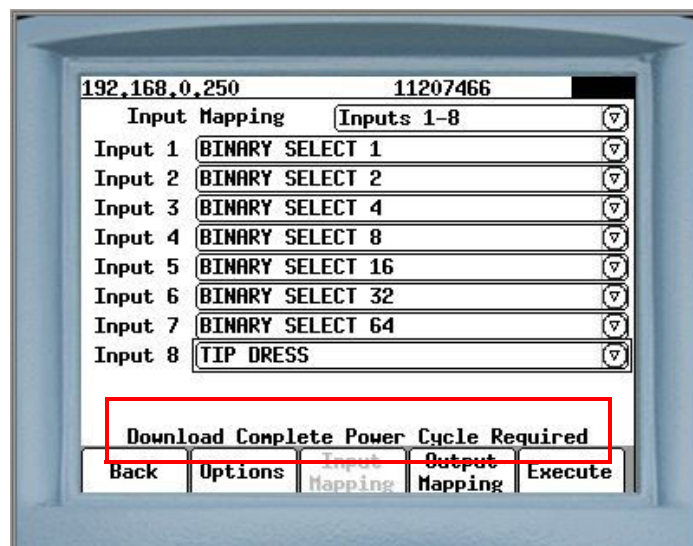 192.168.0.250 11207466
Input Mapping Inputs 1-8
Input 1 BINARY SELECT 1
Input 2 BINARY SELECT 2
Input 3 BINARY SELECT 4
Input 4 BINARY SELECT 8
Input 5 BINARY SELECT 16
Input 6 BINARY SELECT 32
Input 7 BINARY SELECT 64
Input 8 TIP DRESS
Download Complete Power Cycle Required
Back Options Input Mapping Output Mapping Execute